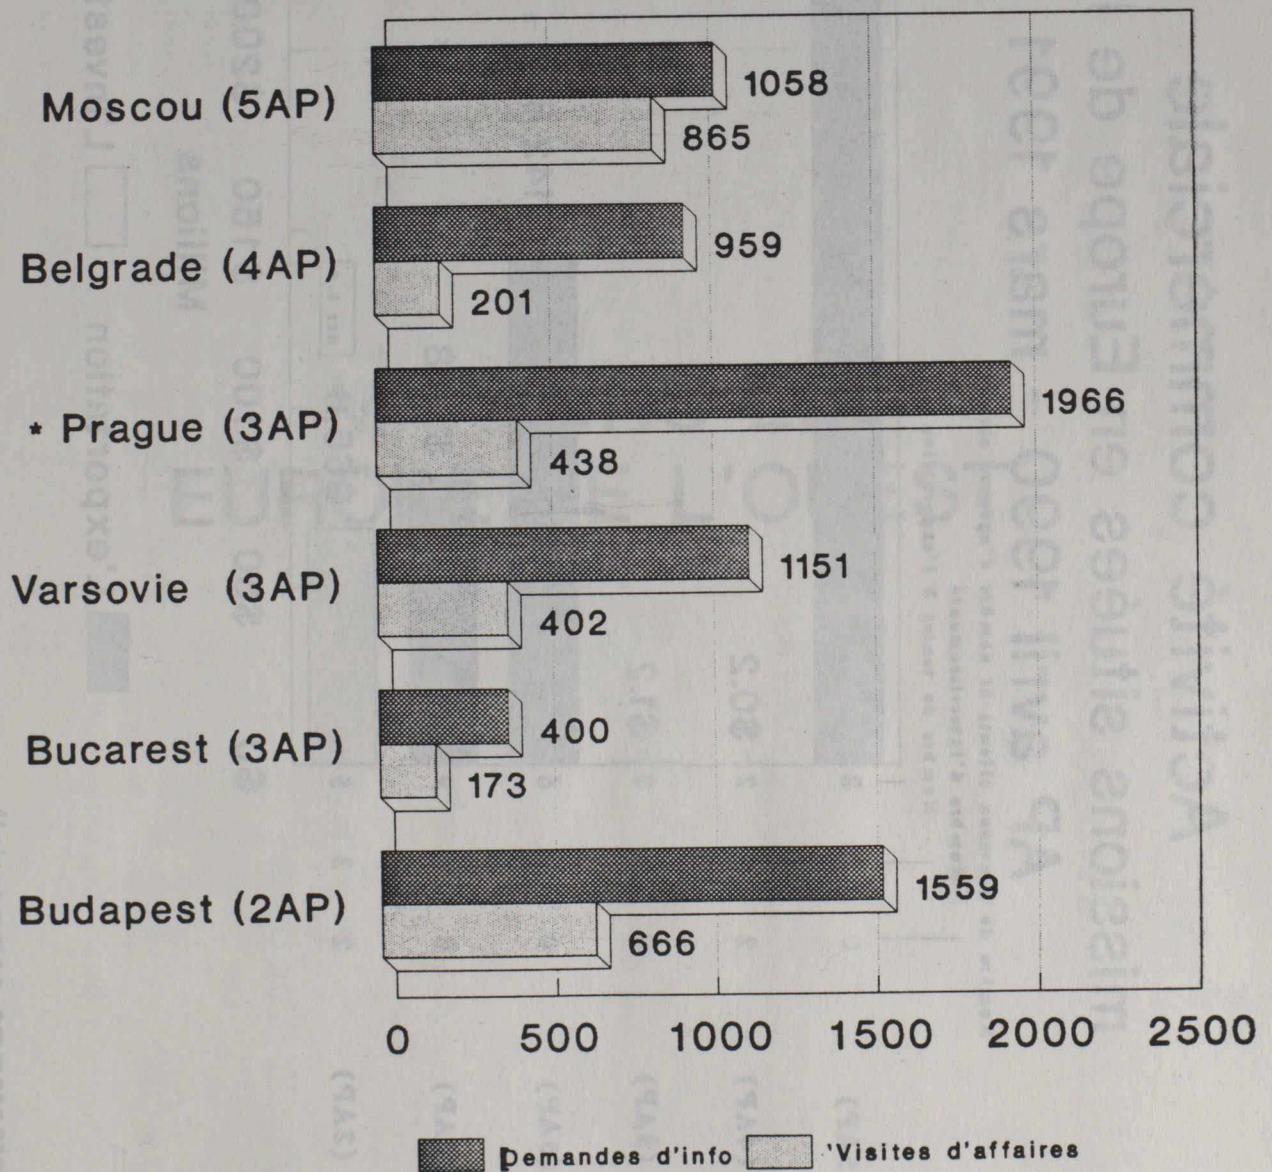 Moscou (5AP) 1058
865
Belgrade (4AP) 959
201
* Prague (3AP) 1966
438
Varsovie (3AP) 1151
402
Bucarest (3AP) 400
173
Budapest (2AP) 1559
666
0 500 1000 1500 2000 2500
Demandes d'info 'Visites d'affaires